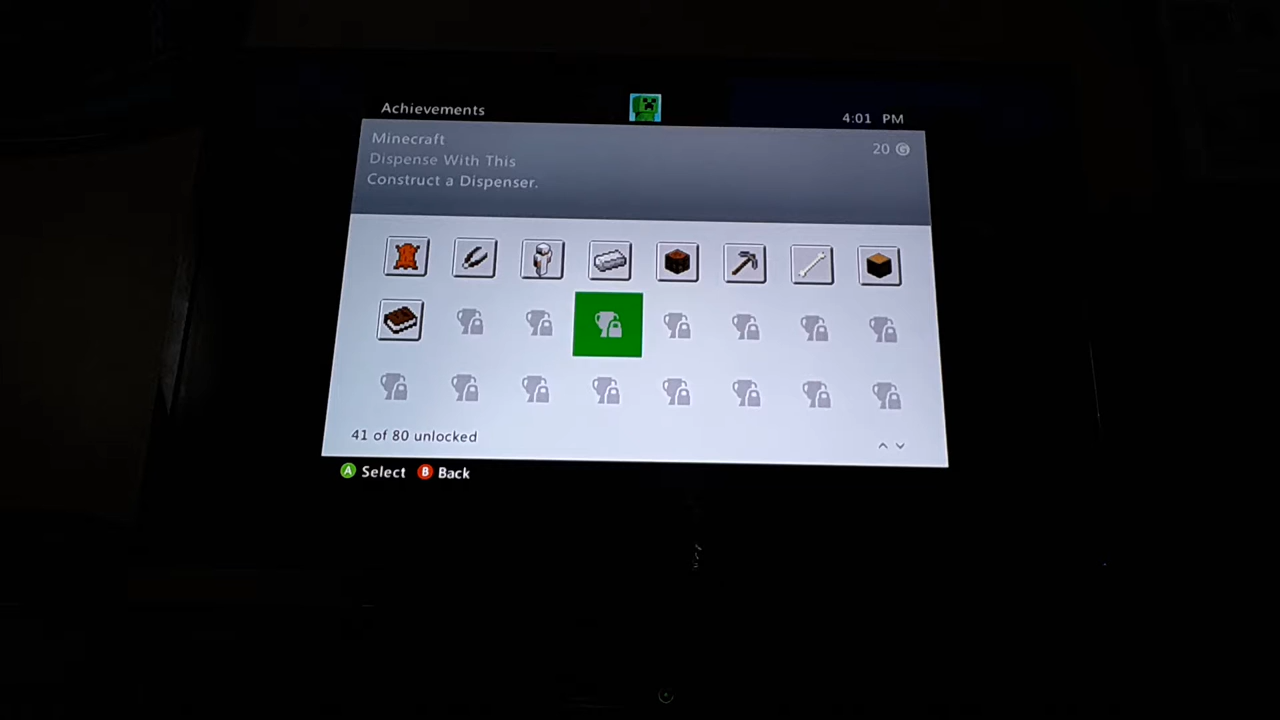 Achievements
4:01 PM
Minecraft
20 G
Dispense With This
Construct a Dispenser.
41 of 80 unlocked
A Select B Back